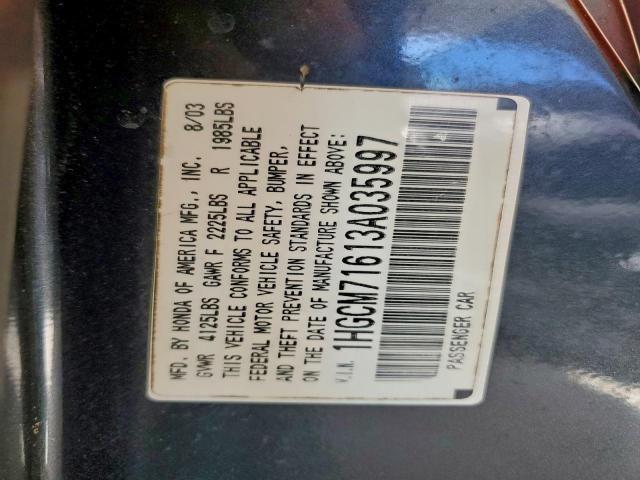 MFD. BY HONDA OF AMERICA MFG., INC. 8/03
GVWR 4125LBS GAWR F 2225LBS R 1985LBS
THIS VEHICLE CONFORMS TO ALL APPLICABLE
FEDERAL MOTOR VEHICLE SAFETY, BUMPER,
AND THEFT PREVENTION STANDARDS IN EFFECT
ON THE DATE OF MANUFACTURE SHOWN ABOVE:
V.I.N. 1HGCM71613A035997
PASSENGER CAR